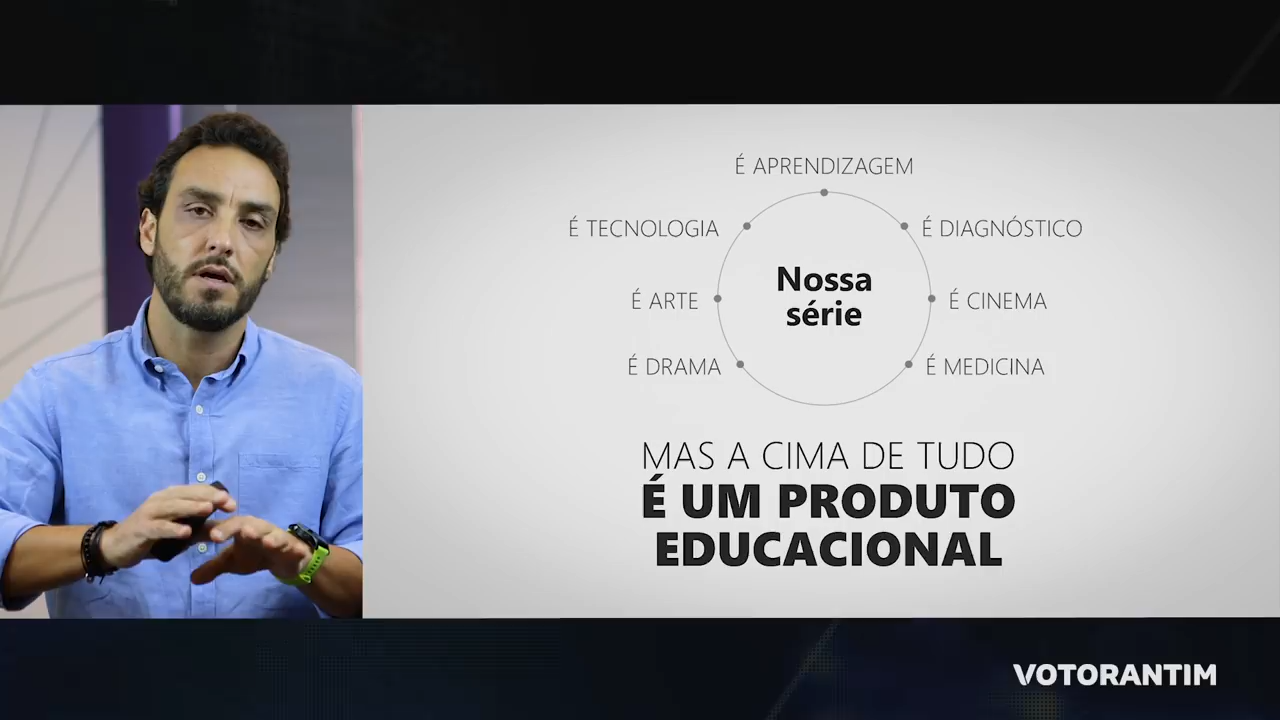 É APRENDIZAGEM
É TECNOLOGIA
É DIAGNÓSTICO
É ARTE
Nossa
série
É CINEMA
É DRAMA
É MEDICINA
MAS A CIMA DE TUDO
É UM PRODUTO
EDUCACIONAL
VOTORANTIM